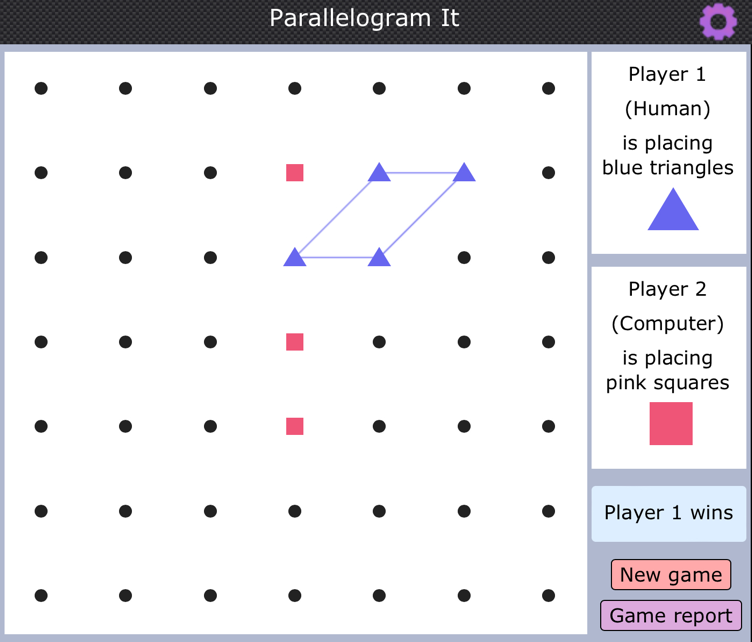 Parallelogram It
Player 1
(Human)
is placing
blue triangles
Player 2
(Computer)
is placing
pink squares
Player 1 wins
New game
Game report